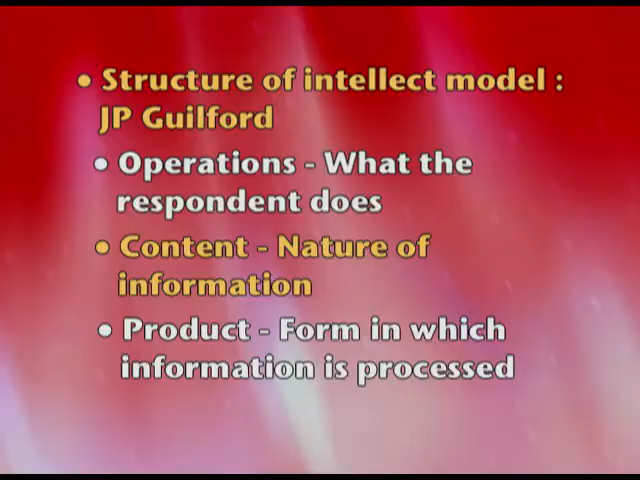 • Structure of intellect model :
JP Guilford
• Operations - What the
respondent does
• Content - Nature of
information
• Product - Form in which
information is processed